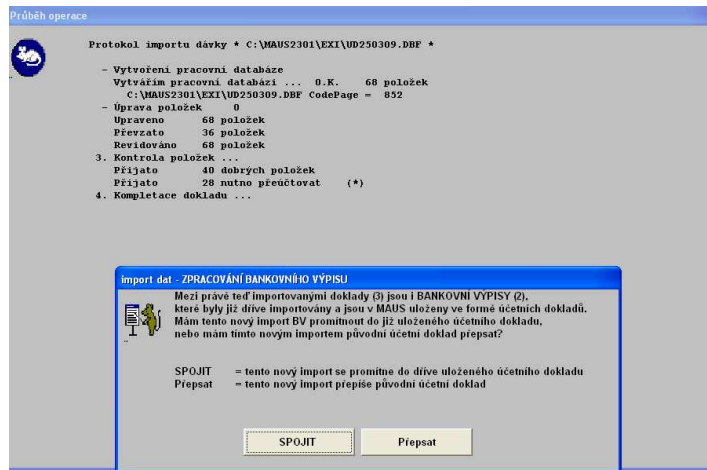 Průběh operace
Protokol importu dávky * C:\MAUS2301\EXI\UD250309.DBF *
- Vytvoření pracovní databáze
Vytvářím pracovní databázi ... O.K. 68 položek
C:\MAUS2301\EXI\UD250309.DBF CodePage = 852
- Úprava položek 0
Upraveno 68 položek
Převzato 36 položek
Revidováno 68 položek
3. Kontrola položek ...
Přijato 40 dobrých položek
Přijato 28 nutno přeúčtovat (*)
4. Kompletace dokladu ...
import dat - ZPRACOVÁNÍ BANKOVNÍHO VÝPISU
Mezi právě teď importovanými doklady (3) jsou i BANKOVNÍ VÝPISY (2),
které byly již dříve importovány a jsou v MAUS uloženy ve formé účetních dokladů.
Mám tento nový import BV promítnout do již uloženého účetního dokladu,
nebo mám tímto novým importem původní účetní doklad přepsat?
SPOJIT = tento nový import se promítne do dříve uloženého účetního dokladu
Přepsat = tento nový import přepíše původní účetní doklad
SPOJIT Přepsat